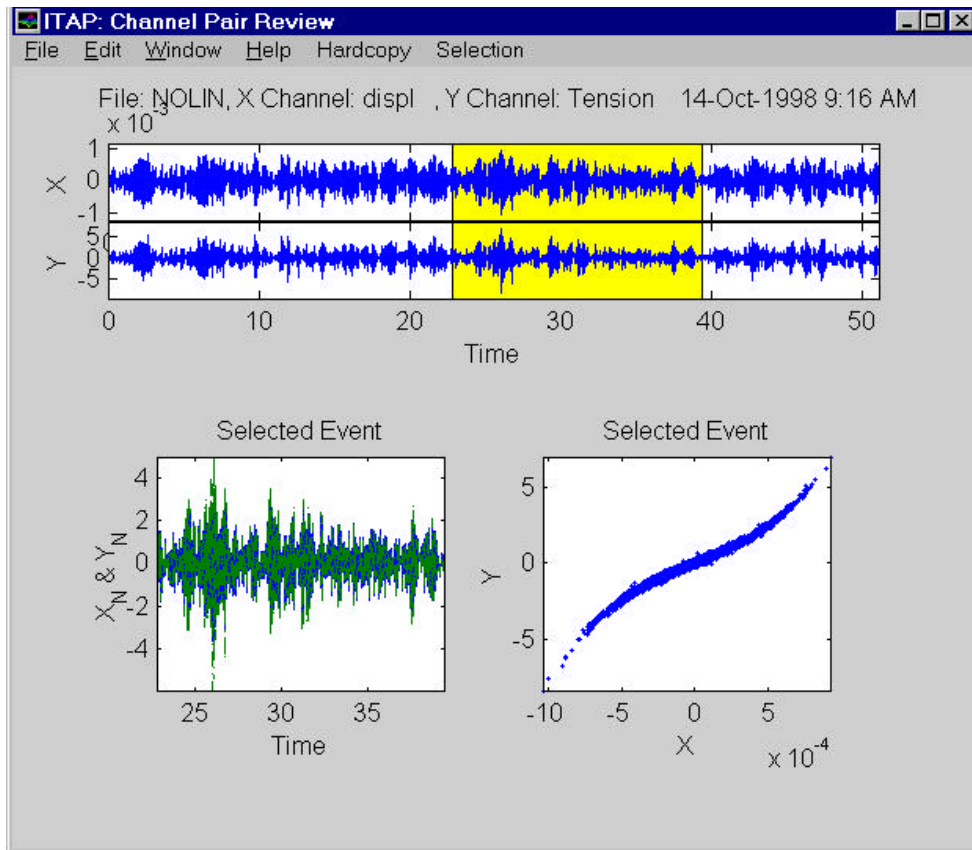 ITAP: Channel Pair Review
File Edit Window Help Hardcopy Selection
File: NOLIN, X Channel: displ , Y Channel: Tension 14-Oct-1998 9:16 AM
x 10^-3
1
0
-1
X
5
0
-5
Y
0 10 20 30 40 50
Time
Selected Event
4
2
0
-2
-4
X_N & Y_N
25 30 35
Time
Selected Event
5
0
-5
Y
-10 -5 0 5
X
x 10^-4